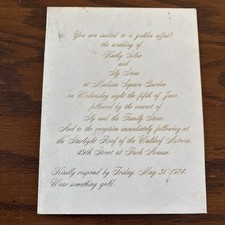 You are invited to a golden affair!
the wedding of
Kathy Silva
and
Sly Stone
at Madison Square Garden
on Wednesday night the fifth of June
followed by the concert of
Sly and the Family Stone
And to the reception immediately following at
the Starlight Roof of the Waldorf Astoria
49th Street at Park Avenue.
Kindly respond by Friday, May 31, 1974.
Wear something gold.